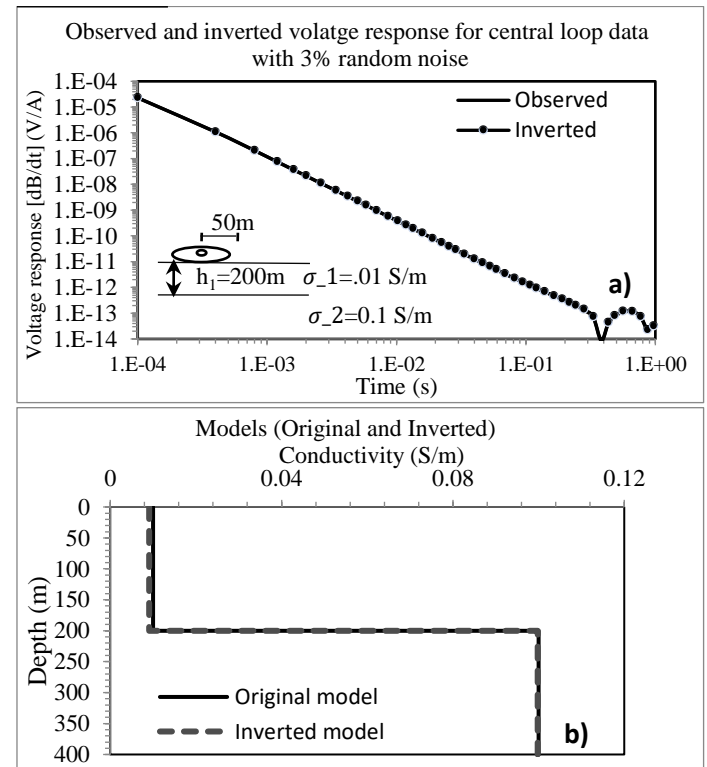 Observed and inverted volatge response for central loop data
with 3% random noise
Voltage response [dB/dt] (V/A)
1.E-04
1.E-05
1.E-06
1.E-07
1.E-08
1.E-09
1.E-10
1.E-11
1.E-12
1.E-13
1.E-14
Observed
Inverted
50m
h₁=200m σ_1=.01 S/m
σ_2=0.1 S/m
a)
1.E-04 1.E-03 1.E-02 1.E-01 1.E+00
Time (s)
Models (Original and Inverted)
Conductivity (S/m)
0 0.04 0.08 0.12
Depth (m)
0
50
100
150
200
250
300
350
400
Original model
Inverted model
b)